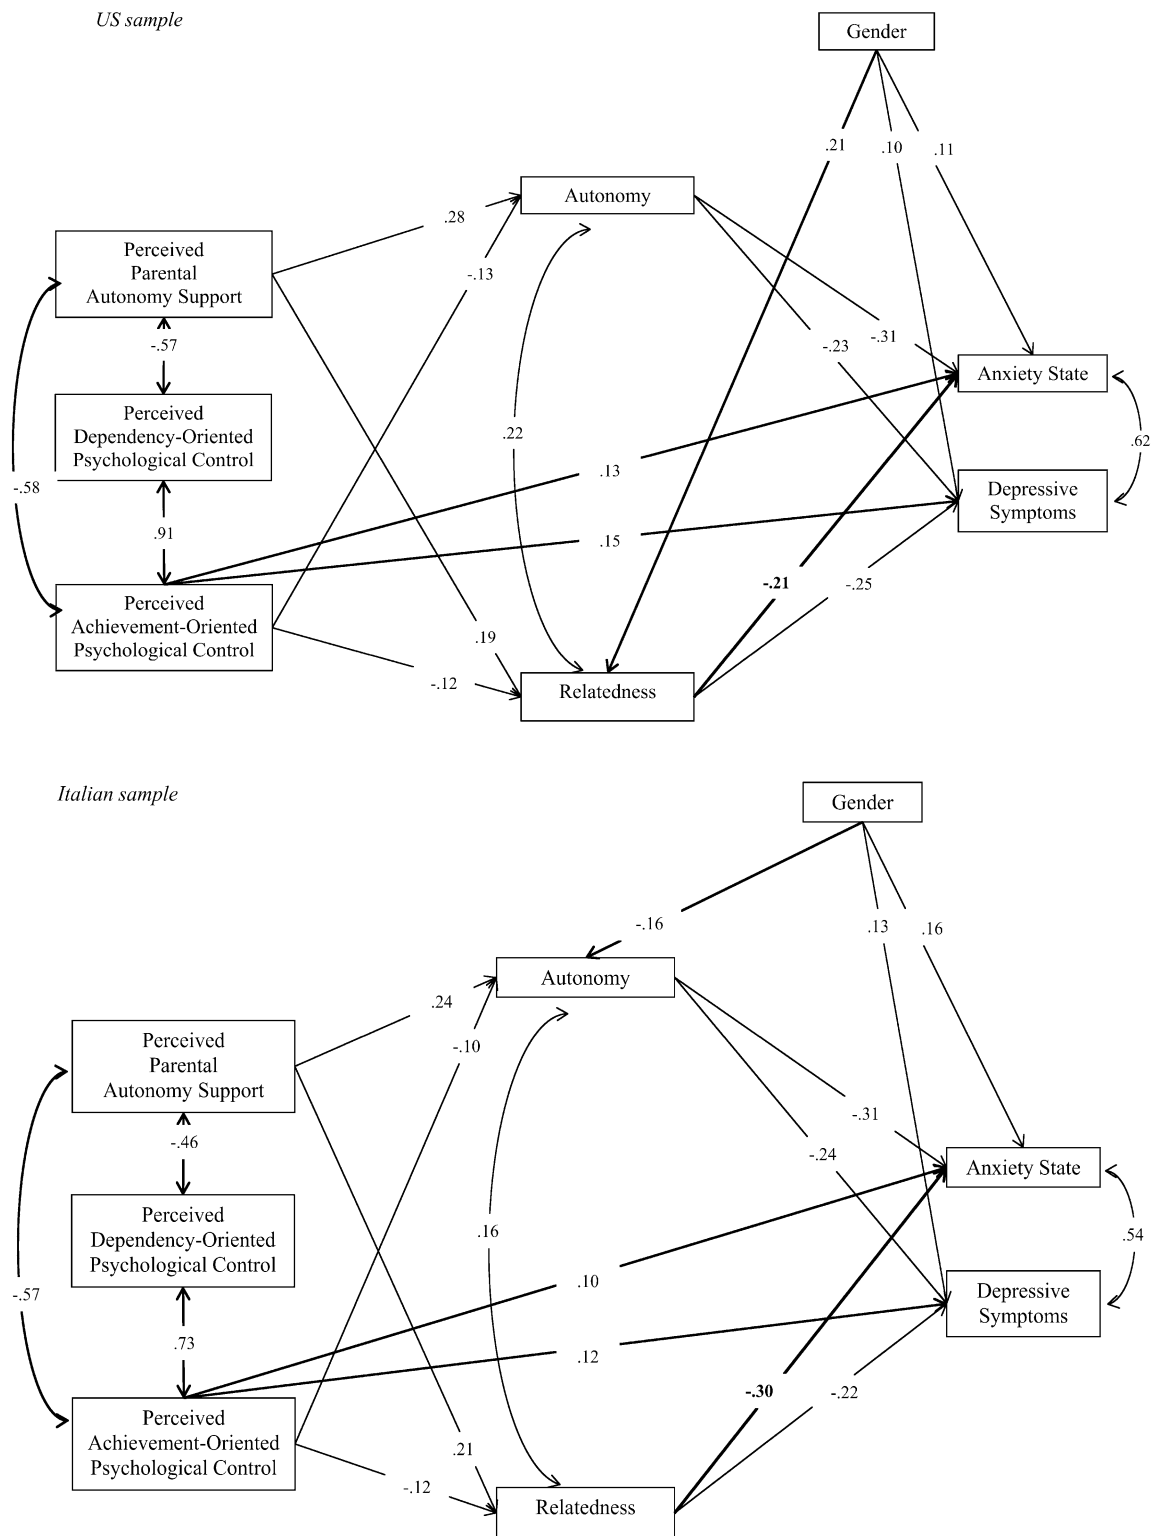 US sample
Gender
.21
.10
.11
Autonomy
.28
Perceived
Parental
Autonomy Support
-.13
-.57
-.23
-.31
Anxiety State
Perceived
Dependency-Oriented
Psychological Control
.22
.62
.13
-.58
Depressive
Symptoms
.91
.15
-.21
-.25
Perceived
Achievement-Oriented
Psychological Control
.19
-.12
Relatedness
Italian sample
Gender
-.16
.13
.16
Autonomy
.24
Perceived
Parental
Autonomy Support
-.10
-.46
-.31
-.24
Anxiety State
Perceived
Dependency-Oriented
Psychological Control
.16
.54
.10
-.57
Depressive
Symptoms
.73
.12
-.30
-.22
Perceived
Achievement-Oriented
Psychological Control
.21
-.12
Relatedness